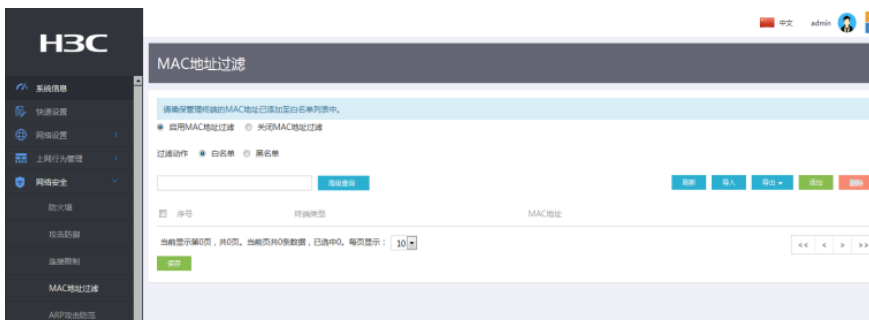 中文 admin
H3C
MAC地址过滤
系统信息
快速设置
网络设置
上网行为管理
网络安全
防火墙
攻击防御
连接限制
MAC地址过滤
ARP攻击防范
请确保管理终端的MAC地址已添加至白名单列表中。
启用MAC地址过滤 关闭MAC地址过滤
过滤动作 白名单 黑名单
高级查询 刷新 导入 导出 添加 删除
序号 终端类型 MAC地址
当前显示第0页，共0页。当前页共0条数据，已选中0。每页显示： 10 << < > >>
保存